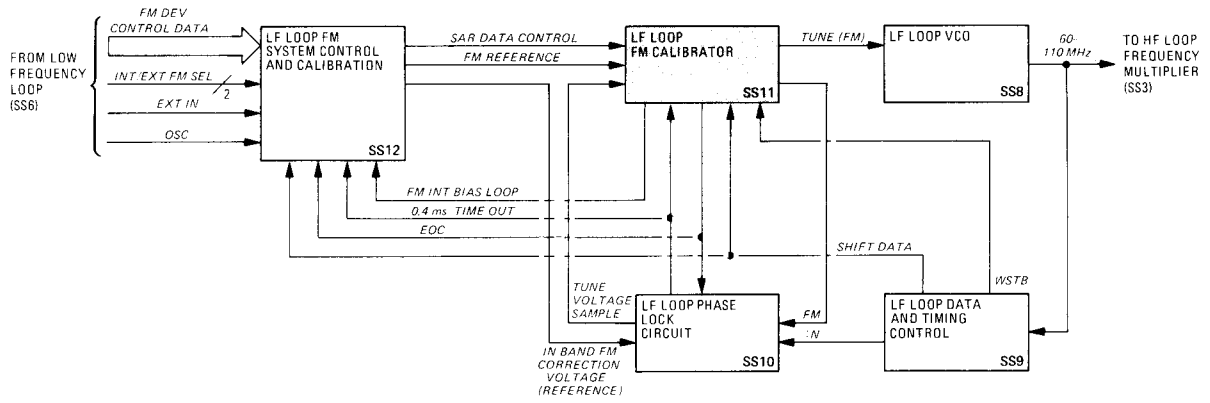 FM DEV
CONTROL DATA
FROM LOW
FREQUENCY
LOOP
(SS6)
INT/EXT FM SEL
2
EXT IN
OSC
LF LOOP FM
SYSTEM CONTROL
AND CALIBRATION
SS12
SAR DATA CONTROL
FM REFERENCE
LF LOOP
FM CALIBRATOR
SS11
TUNE (FM)
LF LOOP VCO
SS8
60-
110 MHz
TO HF LOOP
FREQUENCY
MULTIPLIER
(SS3)
FM INT BIAS LOOP
0.4 ms TIME OUT
EOC
SHIFT DATA
WSTB
TUNE
VOLTAGE
SAMPLE
LF LOOP PHASE
LOCK
CIRCUIT
SS10
FM
:N
LF LOOP DATA
AND TIMING
CONTROL
SS9
IN BAND FM
CORRECTION
VOLTAGE
(REFERENCE)